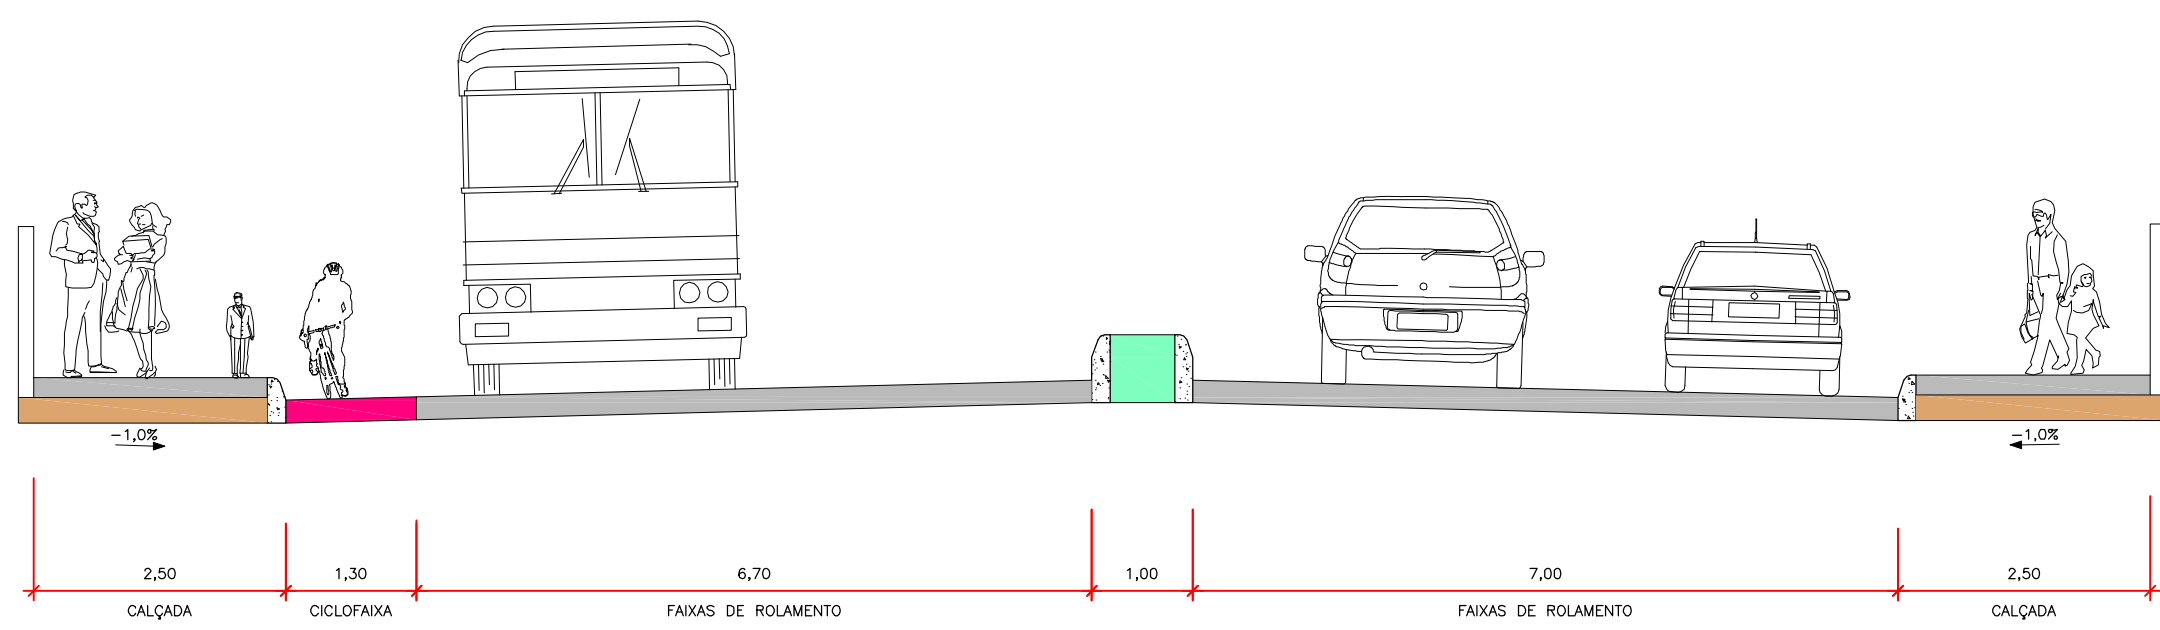 -1,0%
-1,0%
2,50
1,30
6,70
1,00
7,00
2,50
CALÇADA
CICLOFAIXA
FAIXAS DE ROLAMENTO
FAIXAS DE ROLAMENTO
CALÇADA